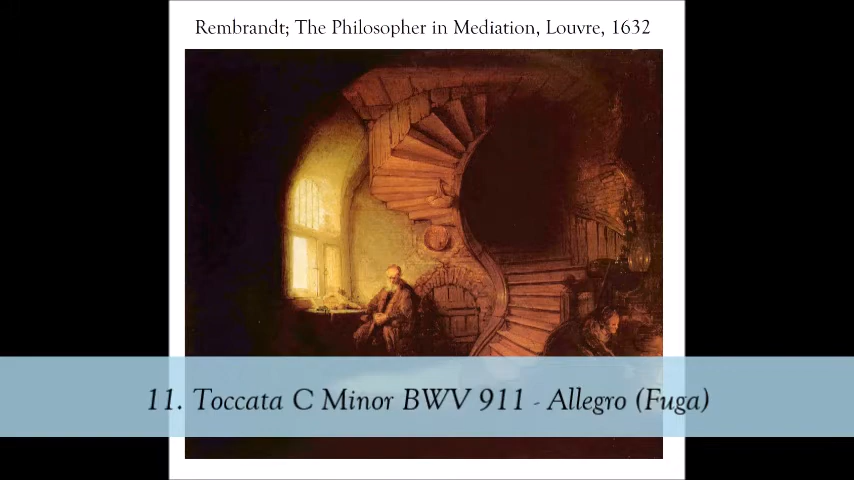 Rembrandt; The Philosopher in Mediation, Louvre, 1632
11. Toccata C Minor BWV 911 - Allegro (Fuga)